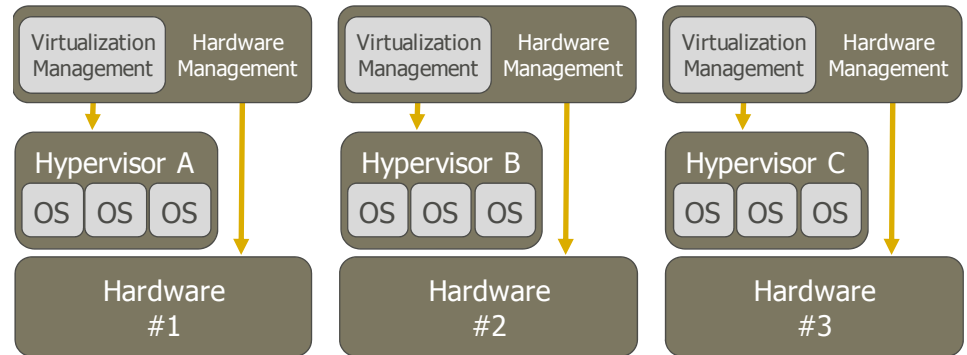 Virtualization
Management
Hardware
Management
Hypervisor A
OS OS OS
Hardware
#1
Virtualization
Management
Hardware
Management
Hypervisor B
OS OS OS
Hardware
#2
Virtualization
Management
Hardware
Management
Hypervisor C
OS OS OS
Hardware
#3